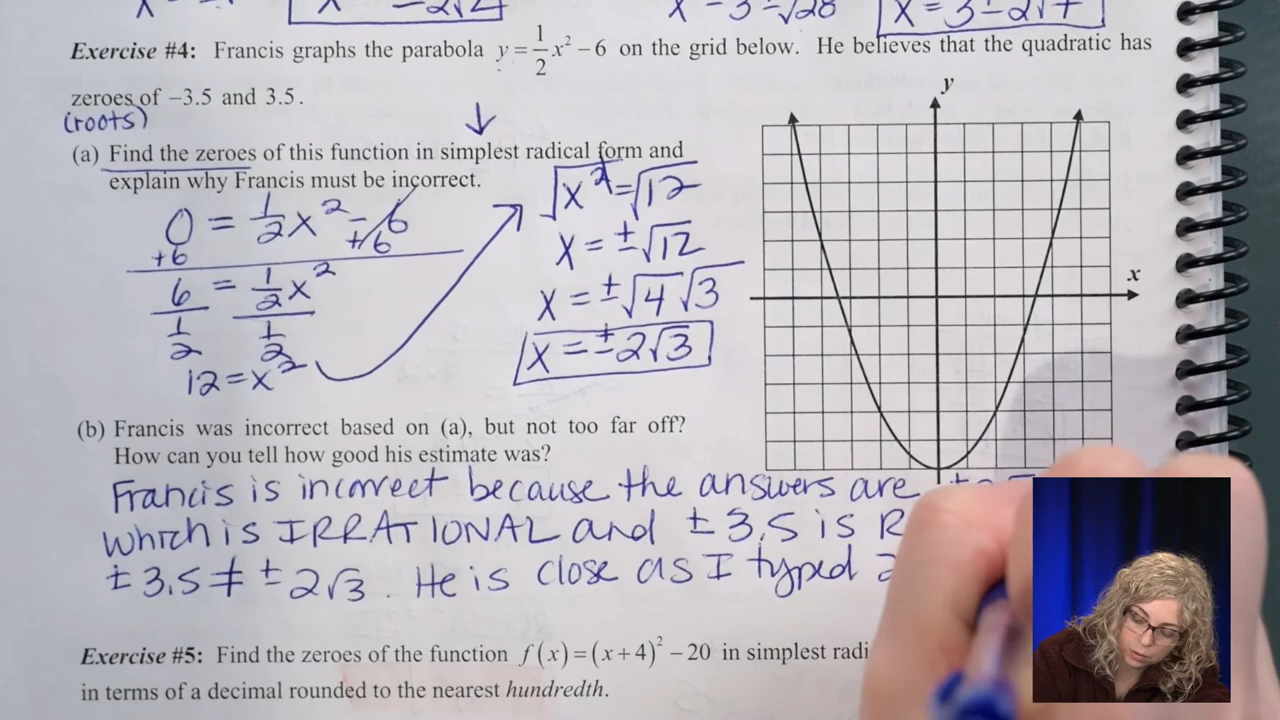 x = 3 ± √28
x = 3 ± 2√7
Exercise #4: Francis graphs the parabola y = 1/2 x² − 6 on the grid below. He believes that the quadratic has
zeroes of −3.5 and 3.5.
(roots)
(a) Find the zeroes of this function in simplest radical form and
explain why Francis must be incorrect.
0 = 1/2 x² − 6
+6 +6
6 = 1/2 x²
1/2 1/2
12 = x²
√x² = √12
x = ±√12
x = ±√4 √3
x = ±2√3
y
x
(b) Francis was incorrect based on (a), but not too far off?
How can you tell how good his estimate was?
Francis is incorrect because the answers are
which is IRRATIONAL and ±3.5 is
±3.5 ≠ ±2√3. He is close as I typed
Exercise #5: Find the zeroes of the function f(x) = (x+4)² − 20 in simplest
in terms of a decimal rounded to the nearest hundredth.